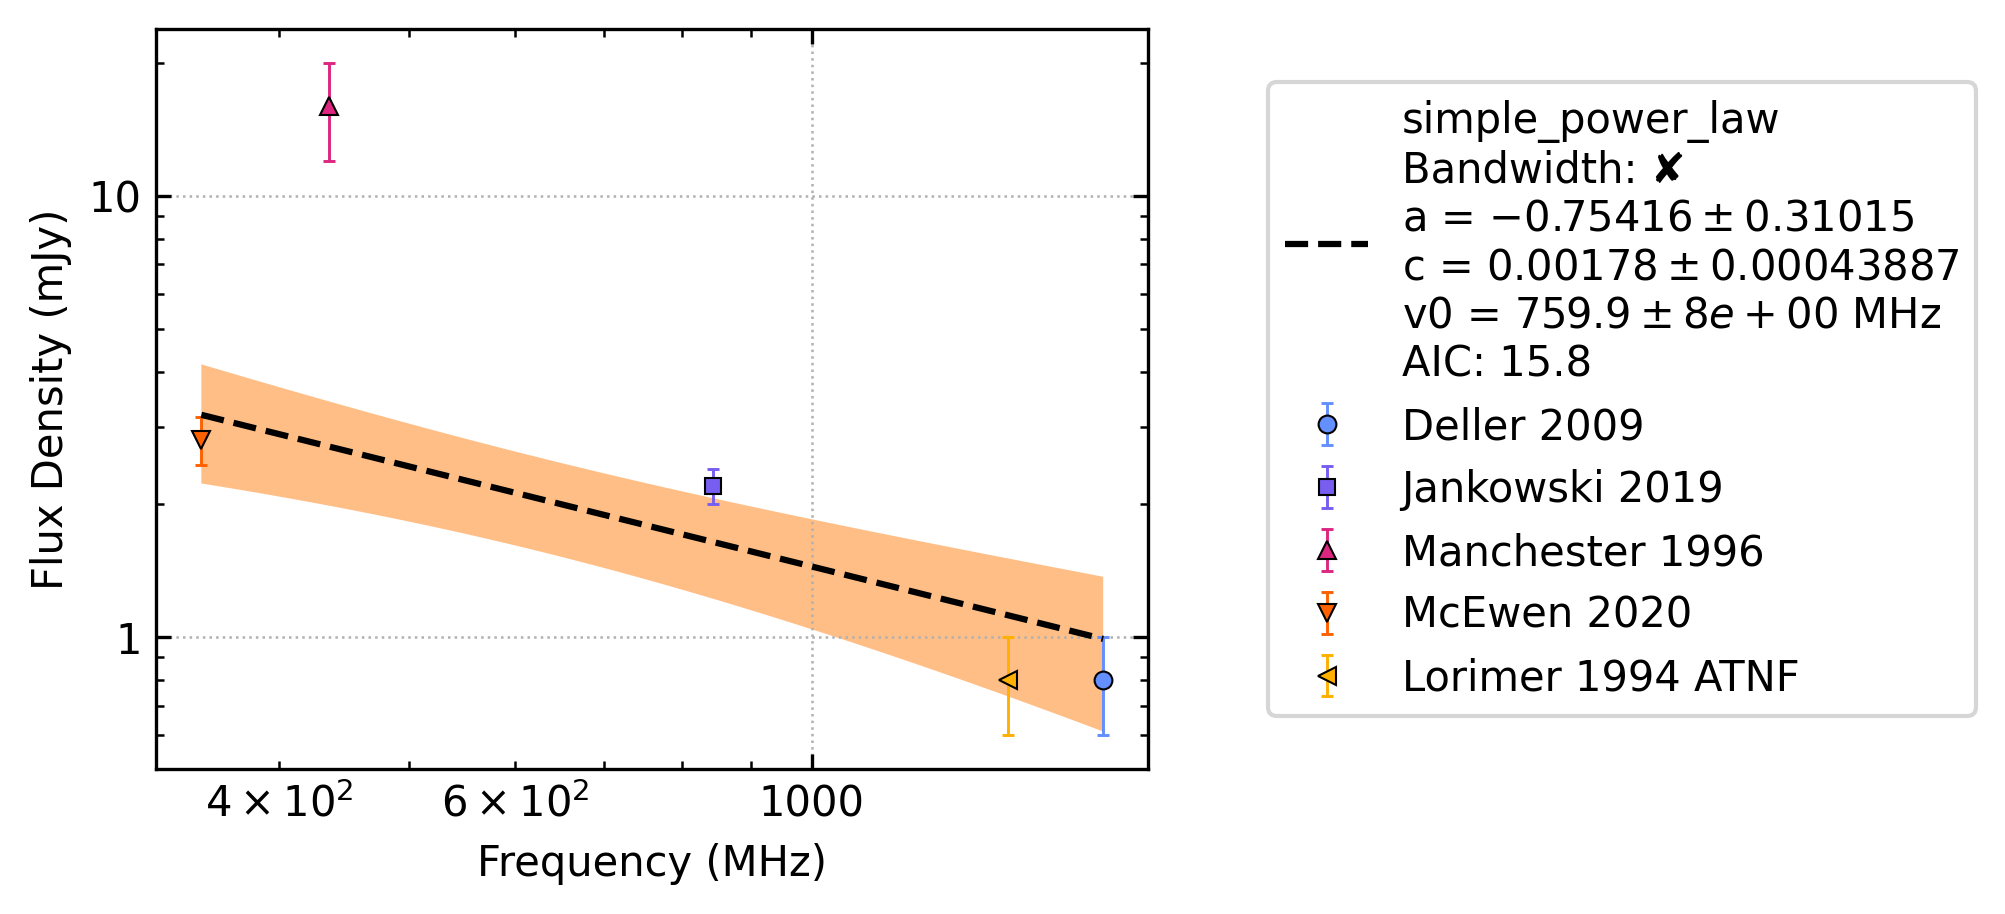 10
1
Flux Density (mJy)
4 × 10²
6 × 10²
1000
Frequency (MHz)
simple_power_law
Bandwidth: ✘
a = −0.75416 ± 0.31015
c = 0.00178 ± 0.00043887
v0 = 759.9 ± 8e + 00 MHz
AIC: 15.8
Deller 2009
Jankowski 2019
Manchester 1996
McEwen 2020
Lorimer 1994 ATNF